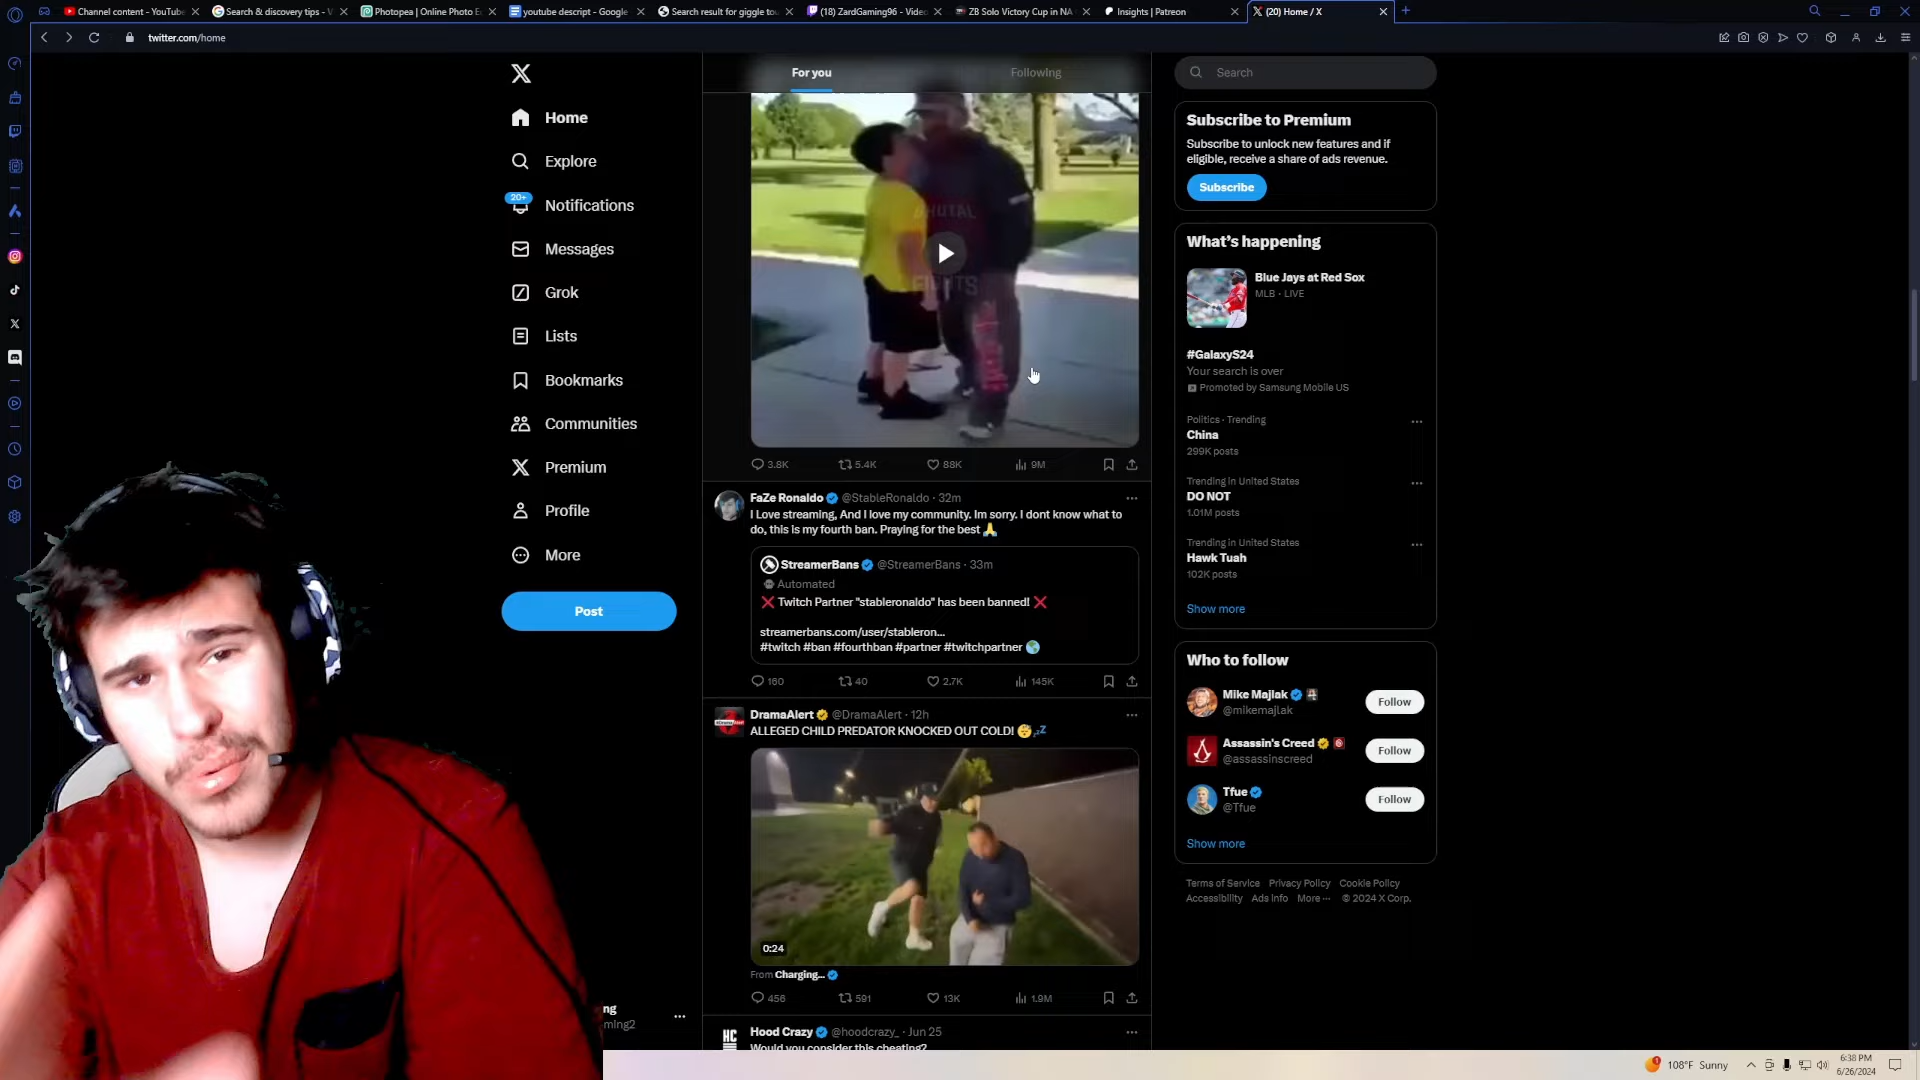 Channel content - YouTube
Search & discovery tips - V
Photopea | Online Photo Ed
youtube descript - Google
Search result for giggle tou
(18) ZardGaming96 - Video
ZB Solo Victory Cup in NA
Insights | Patreon
(20) Home / X
twitter.com/home
Home
Explore
20+
Notifications
Messages
Grok
Lists
Bookmarks
Communities
Premium
Profile
More
Post
ng
ming2
For you
Following
BRUTAL
FIGHTS
3.8K 5.4K 88K 9M
FaZe Ronaldo @StableRonaldo · 32m
I Love streaming, And I love my community. Im sorry. I dont know what to
do, this is my fourth ban. Praying for the best 🙏
StreamerBans @StreamerBans · 33m
Automated
❌ Twitch Partner "stableronaldo" has been banned! ❌
streamerbans.com/user/stableron...
#twitch #ban #fourthban #partner #twitchpartner 🌎
160 40 2.7K 145K
DramaAlert @DramaAlert · 12h
ALLEGED CHILD PREDATOR KNOCKED OUT COLD! 😴💤
0:24
From Charging...
456 591 13K 1.9M
HC
Hood Crazy @hoodcrazy_ · Jun 25
Would you consider this cheating?
Search
Subscribe to Premium
Subscribe to unlock new features and if
eligible, receive a share of ads revenue.
Subscribe
What's happening
Blue Jays at Red Sox
MLB · LIVE
#GalaxyS24
Your search is over
Promoted by Samsung Mobile US
Politics · Trending
China
299K posts
Trending in United States
DO NOT
1.01M posts
Trending in United States
Hawk Tuah
102K posts
Show more
Who to follow
Mike Majlak
@mikemajlak
Follow
Assassin's Creed
@assassinscreed
Follow
Tfue
@Tfue
Follow
Show more
Terms of Service Privacy Policy Cookie Policy
Accessibility Ads info More ··· © 2024 X Corp.
1
108°F Sunny
6:38 PM
6/26/2024